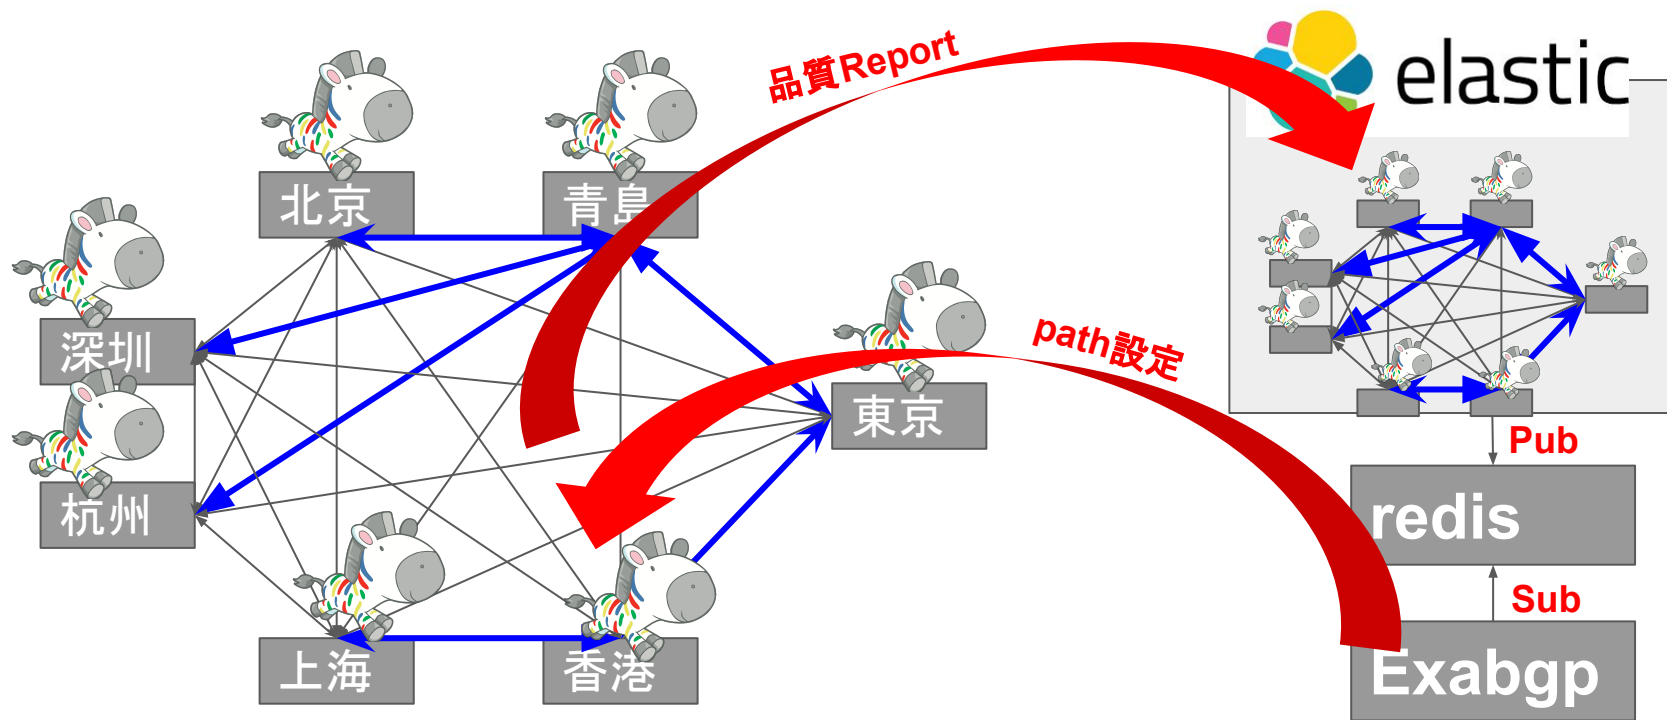 品質Report
elastic
北京
青島
深圳
path設定
東京
杭州
Pub
redis
Sub
上海
香港
Exabgp